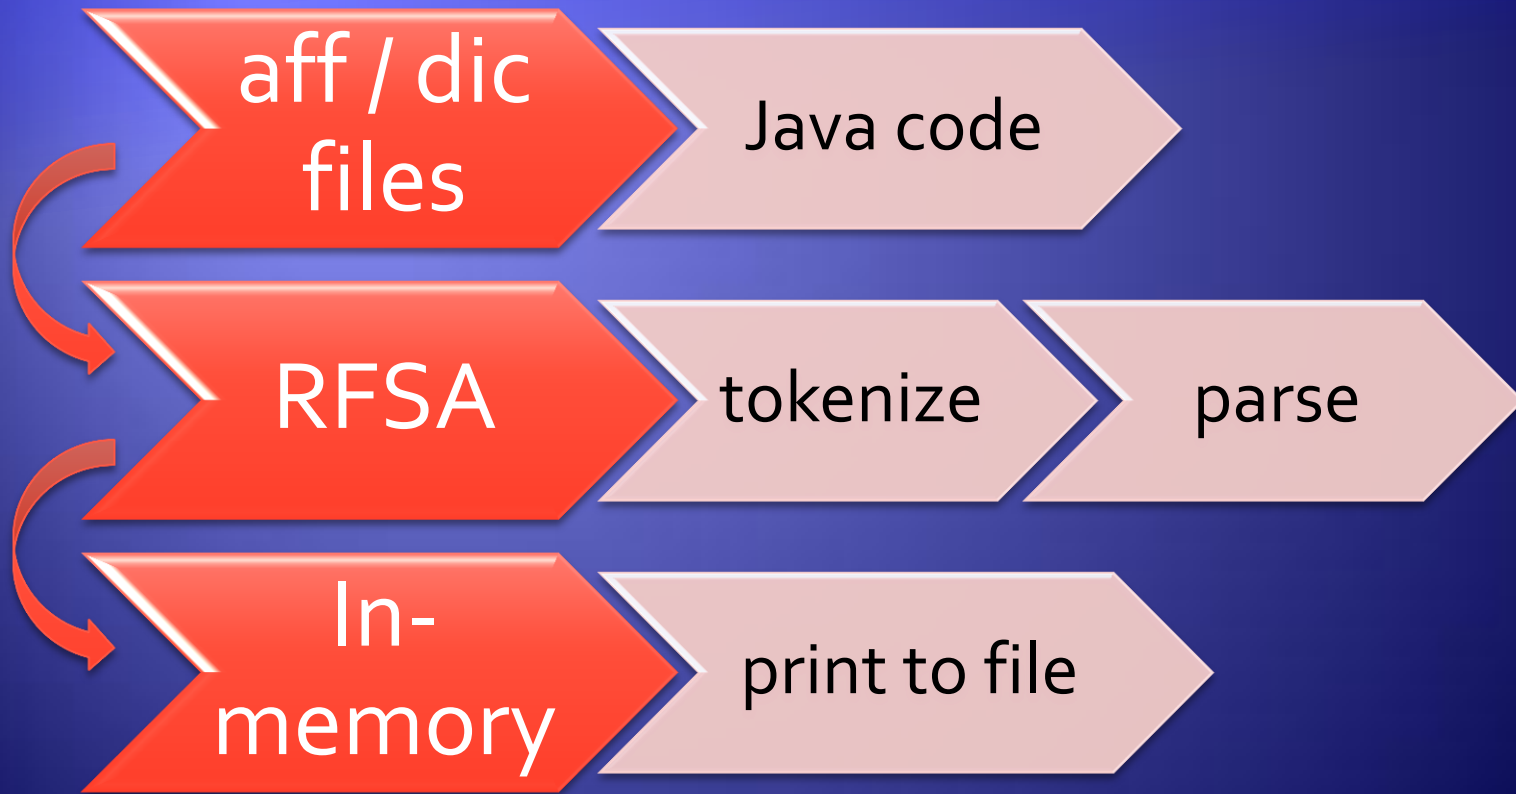 aff / dic
files
Java code
RFSA
tokenize
parse
In-
memory
print to file